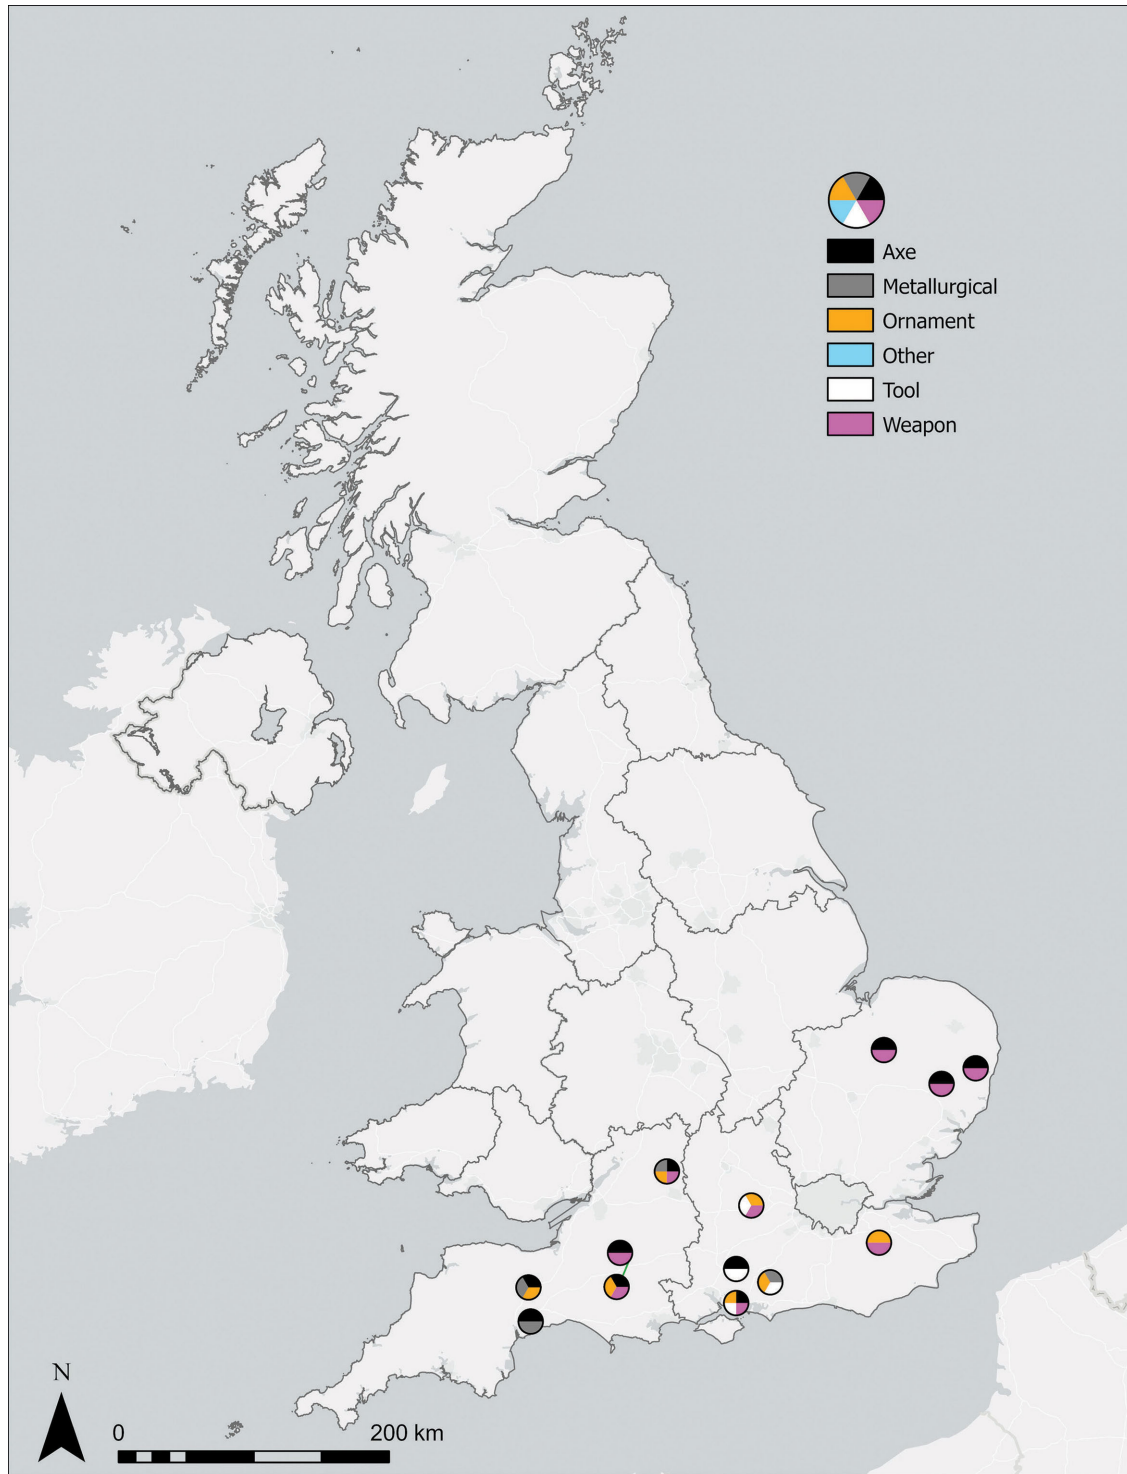 Axe
Metallurgical
Ornament
Other
Tool
Weapon
N
0 200 km